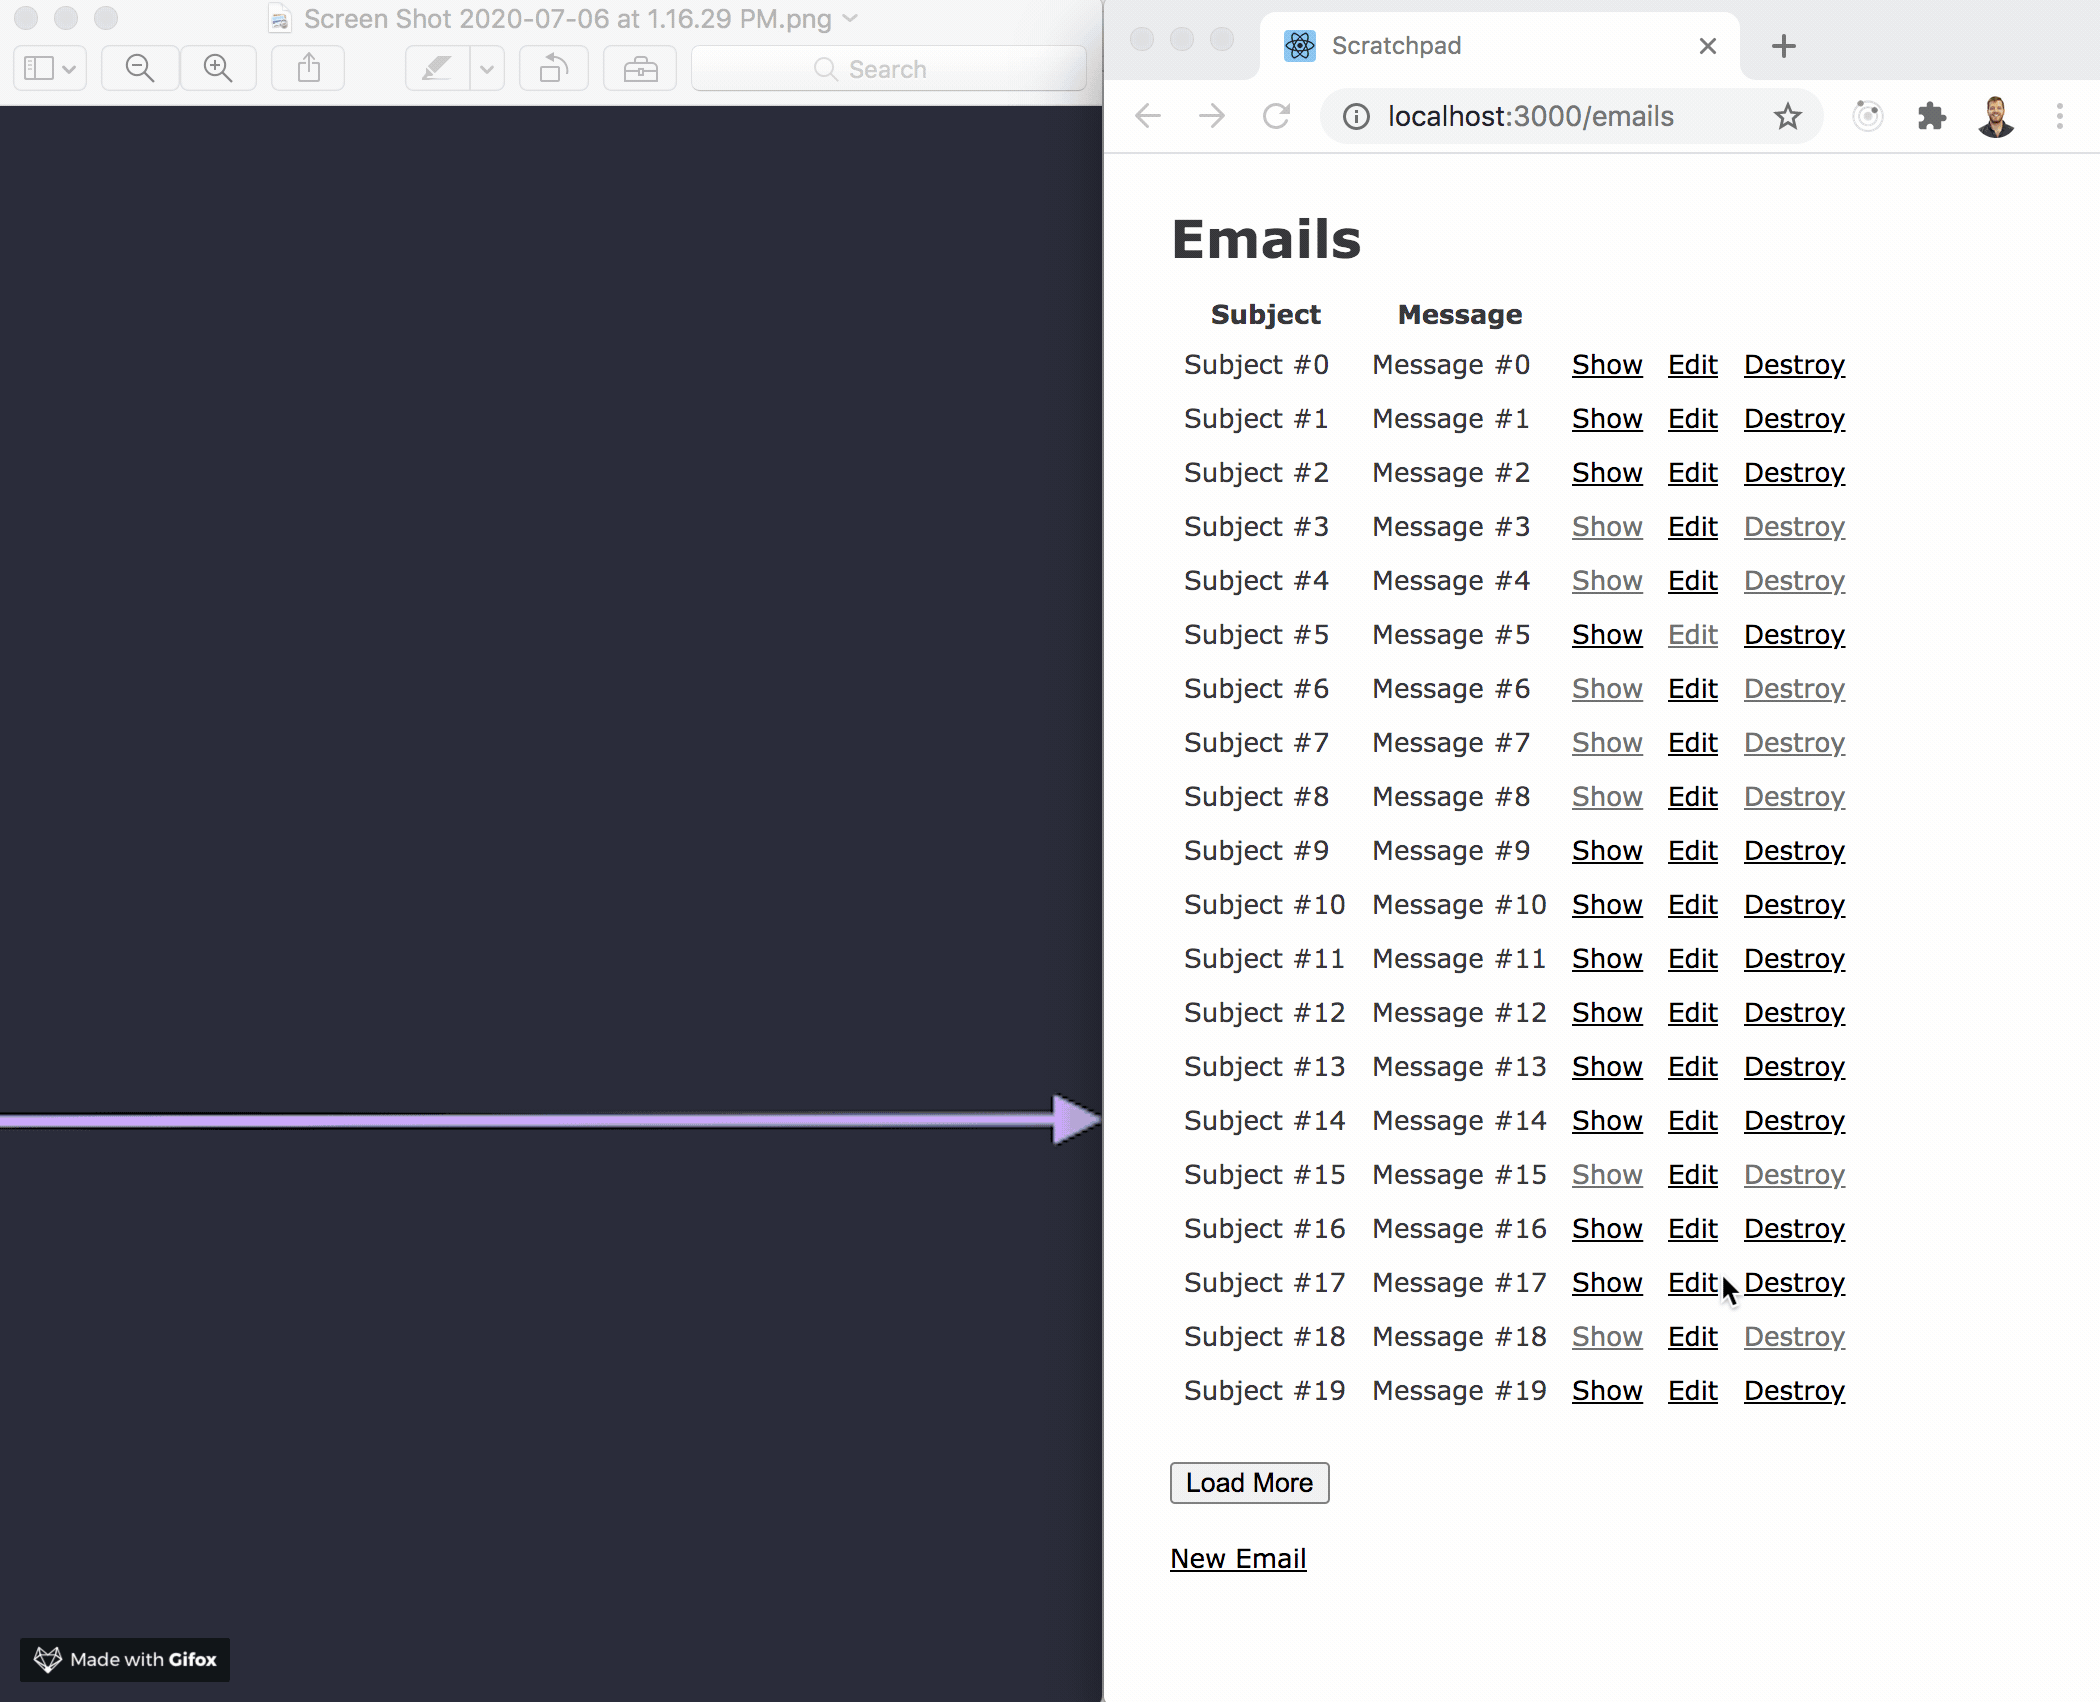 Screen Shot 2020-07-06 at 1.16.29 PM.png
Search
Scratchpad
localhost:3000/emails
Emails
Subject Message
Subject #0 Message #0 Show Edit Destroy
Subject #1 Message #1 Show Edit Destroy
Subject #2 Message #2 Show Edit Destroy
Subject #3 Message #3 Show Edit Destroy
Subject #4 Message #4 Show Edit Destroy
Subject #5 Message #5 Show Edit Destroy
Subject #6 Message #6 Show Edit Destroy
Subject #7 Message #7 Show Edit Destroy
Subject #8 Message #8 Show Edit Destroy
Subject #9 Message #9 Show Edit Destroy
Subject #10 Message #10 Show Edit Destroy
Subject #11 Message #11 Show Edit Destroy
Subject #12 Message #12 Show Edit Destroy
Subject #13 Message #13 Show Edit Destroy
Subject #14 Message #14 Show Edit Destroy
Subject #15 Message #15 Show Edit Destroy
Subject #16 Message #16 Show Edit Destroy
Subject #17 Message #17 Show Edit Destroy
Subject #18 Message #18 Show Edit Destroy
Subject #19 Message #19 Show Edit Destroy
Load More
New Email
Made with Gifox